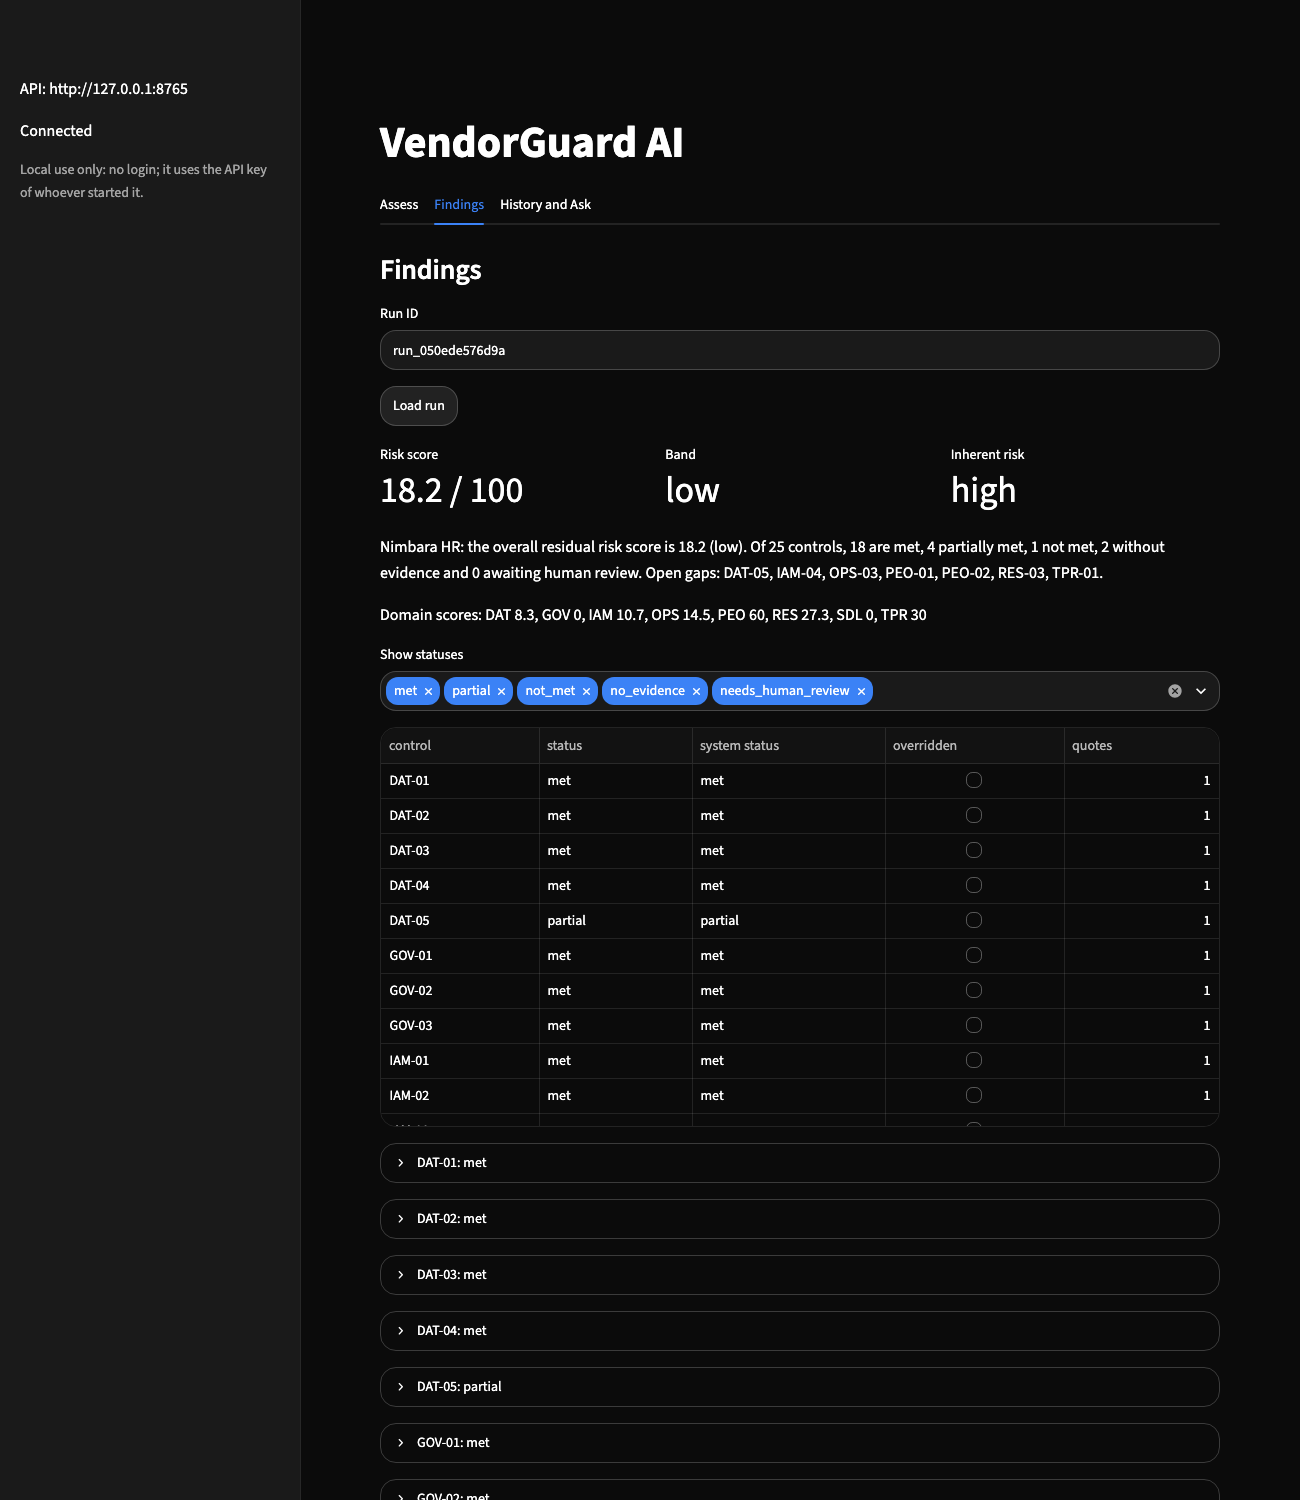 API: http://127.0.0.1:8765
Connected
Local use only: no login; it uses the API key
of whoever started it.
VendorGuard AI
Assess Findings History and Ask
Findings
Run ID
run_050ede576d9a
Load run
Risk score Band Inherent risk
18.2 / 100 low high
Nimbara HR: the overall residual risk score is 18.2 (low). Of 25 controls, 18 are met, 4 partially met, 1 not met, 2 without
evidence and 0 awaiting human review. Open gaps: DAT-05, IAM-04, OPS-03, PEO-01, PEO-02, RES-03, TPR-01.
Domain scores: DAT 8.3, GOV 0, IAM 10.7, OPS 14.5, PEO 60, RES 27.3, SDL 0, TPR 30
Show statuses
met partial not_met no_evidence needs_human_review
control status system status overridden quotes
DAT-01 met met 1
DAT-02 met met 1
DAT-03 met met 1
DAT-04 met met 1
DAT-05 partial partial 1
GOV-01 met met 1
GOV-02 met met 1
GOV-03 met met 1
IAM-01 met met 1
IAM-02 met met 1
DAT-01: met
DAT-02: met
DAT-03: met
DAT-04: met
DAT-05: partial
GOV-01: met
GOV-02: met